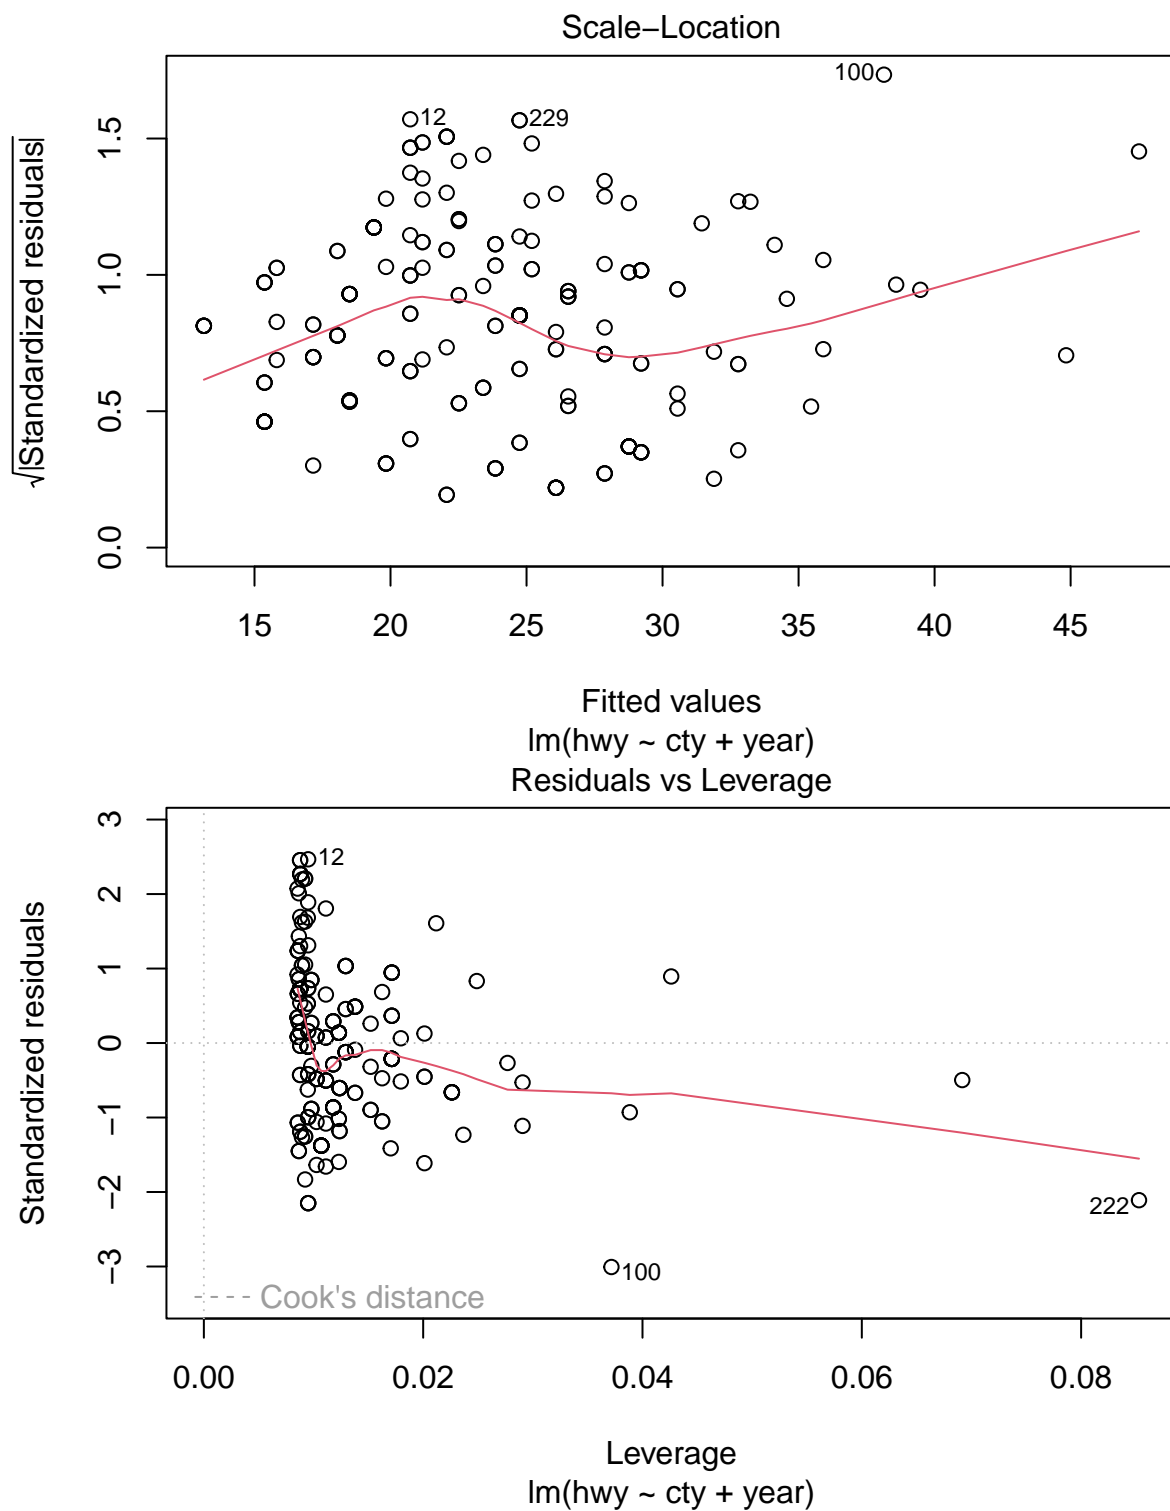 Scale−Location
√|Standardized residuals|
0.0 0.5 1.0 1.5
100
12
229
15 20 25 30 35 40 45
Fitted values
lm(hwy ~ cty + year)
Residuals vs Leverage
Standardized residuals
−3 −2 −1 0 1 2 3
12
222
100
Cook's distance
0.00 0.02 0.04 0.06 0.08
Leverage
lm(hwy ~ cty + year)